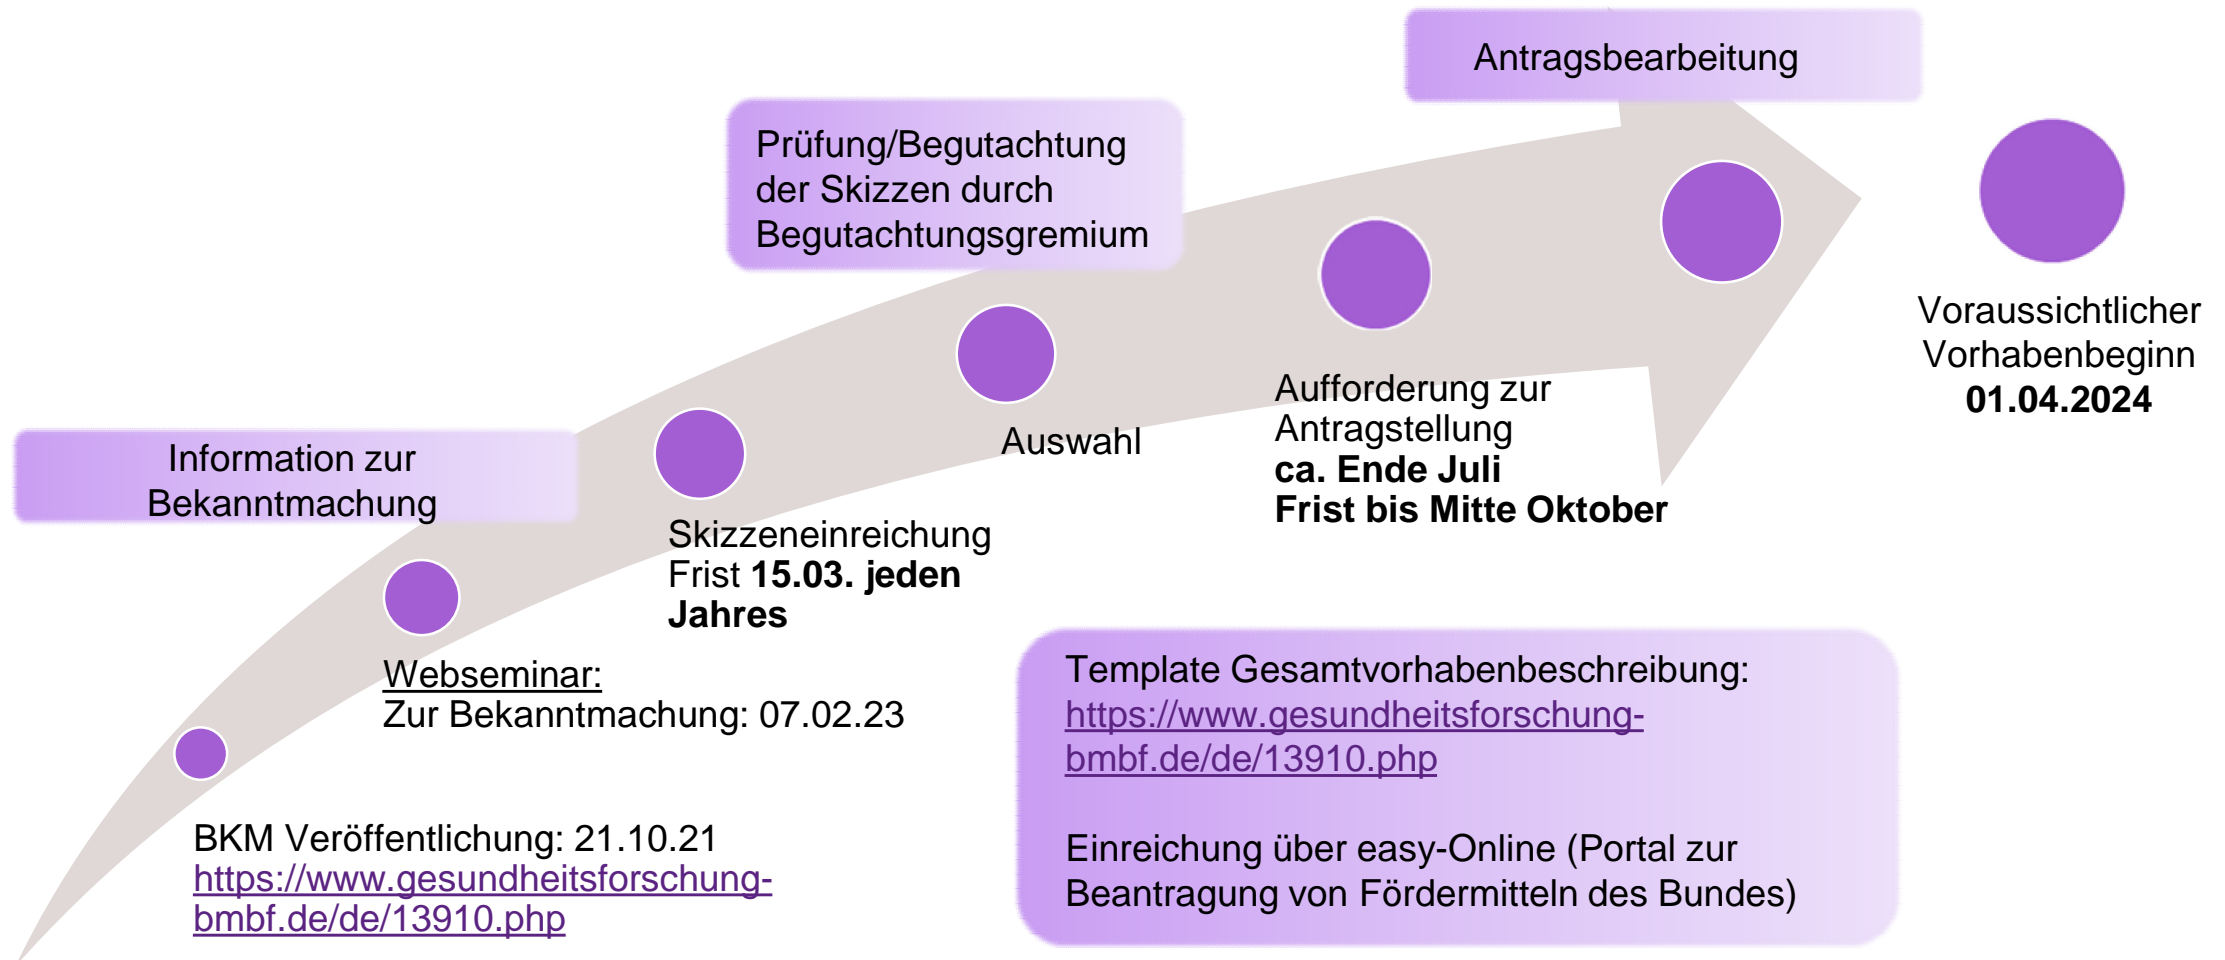 Antragsbearbeitung
Prüfung/Begutachtung
der Skizzen durch
Begutachtungsgremium
Voraussichtlicher
Vorhabenbeginn
01.04.2024
Aufforderung zur
Antragstellung
ca. Ende Juli
Frist bis Mitte Oktober
Auswahl
Information zur
Bekanntmachung
Skizzeneinreichung
Frist 15.03. jeden
Jahres
Webseminar:
Zur Bekanntmachung: 07.02.23
Template Gesamtvorhabenbeschreibung:
https://www.gesundheitsforschung-
bmbf.de/de/13910.php
Einreichung über easy-Online (Portal zur
Beantragung von Fördermitteln des Bundes)
BKM Veröffentlichung: 21.10.21
https://www.gesundheitsforschung-
bmbf.de/de/13910.php